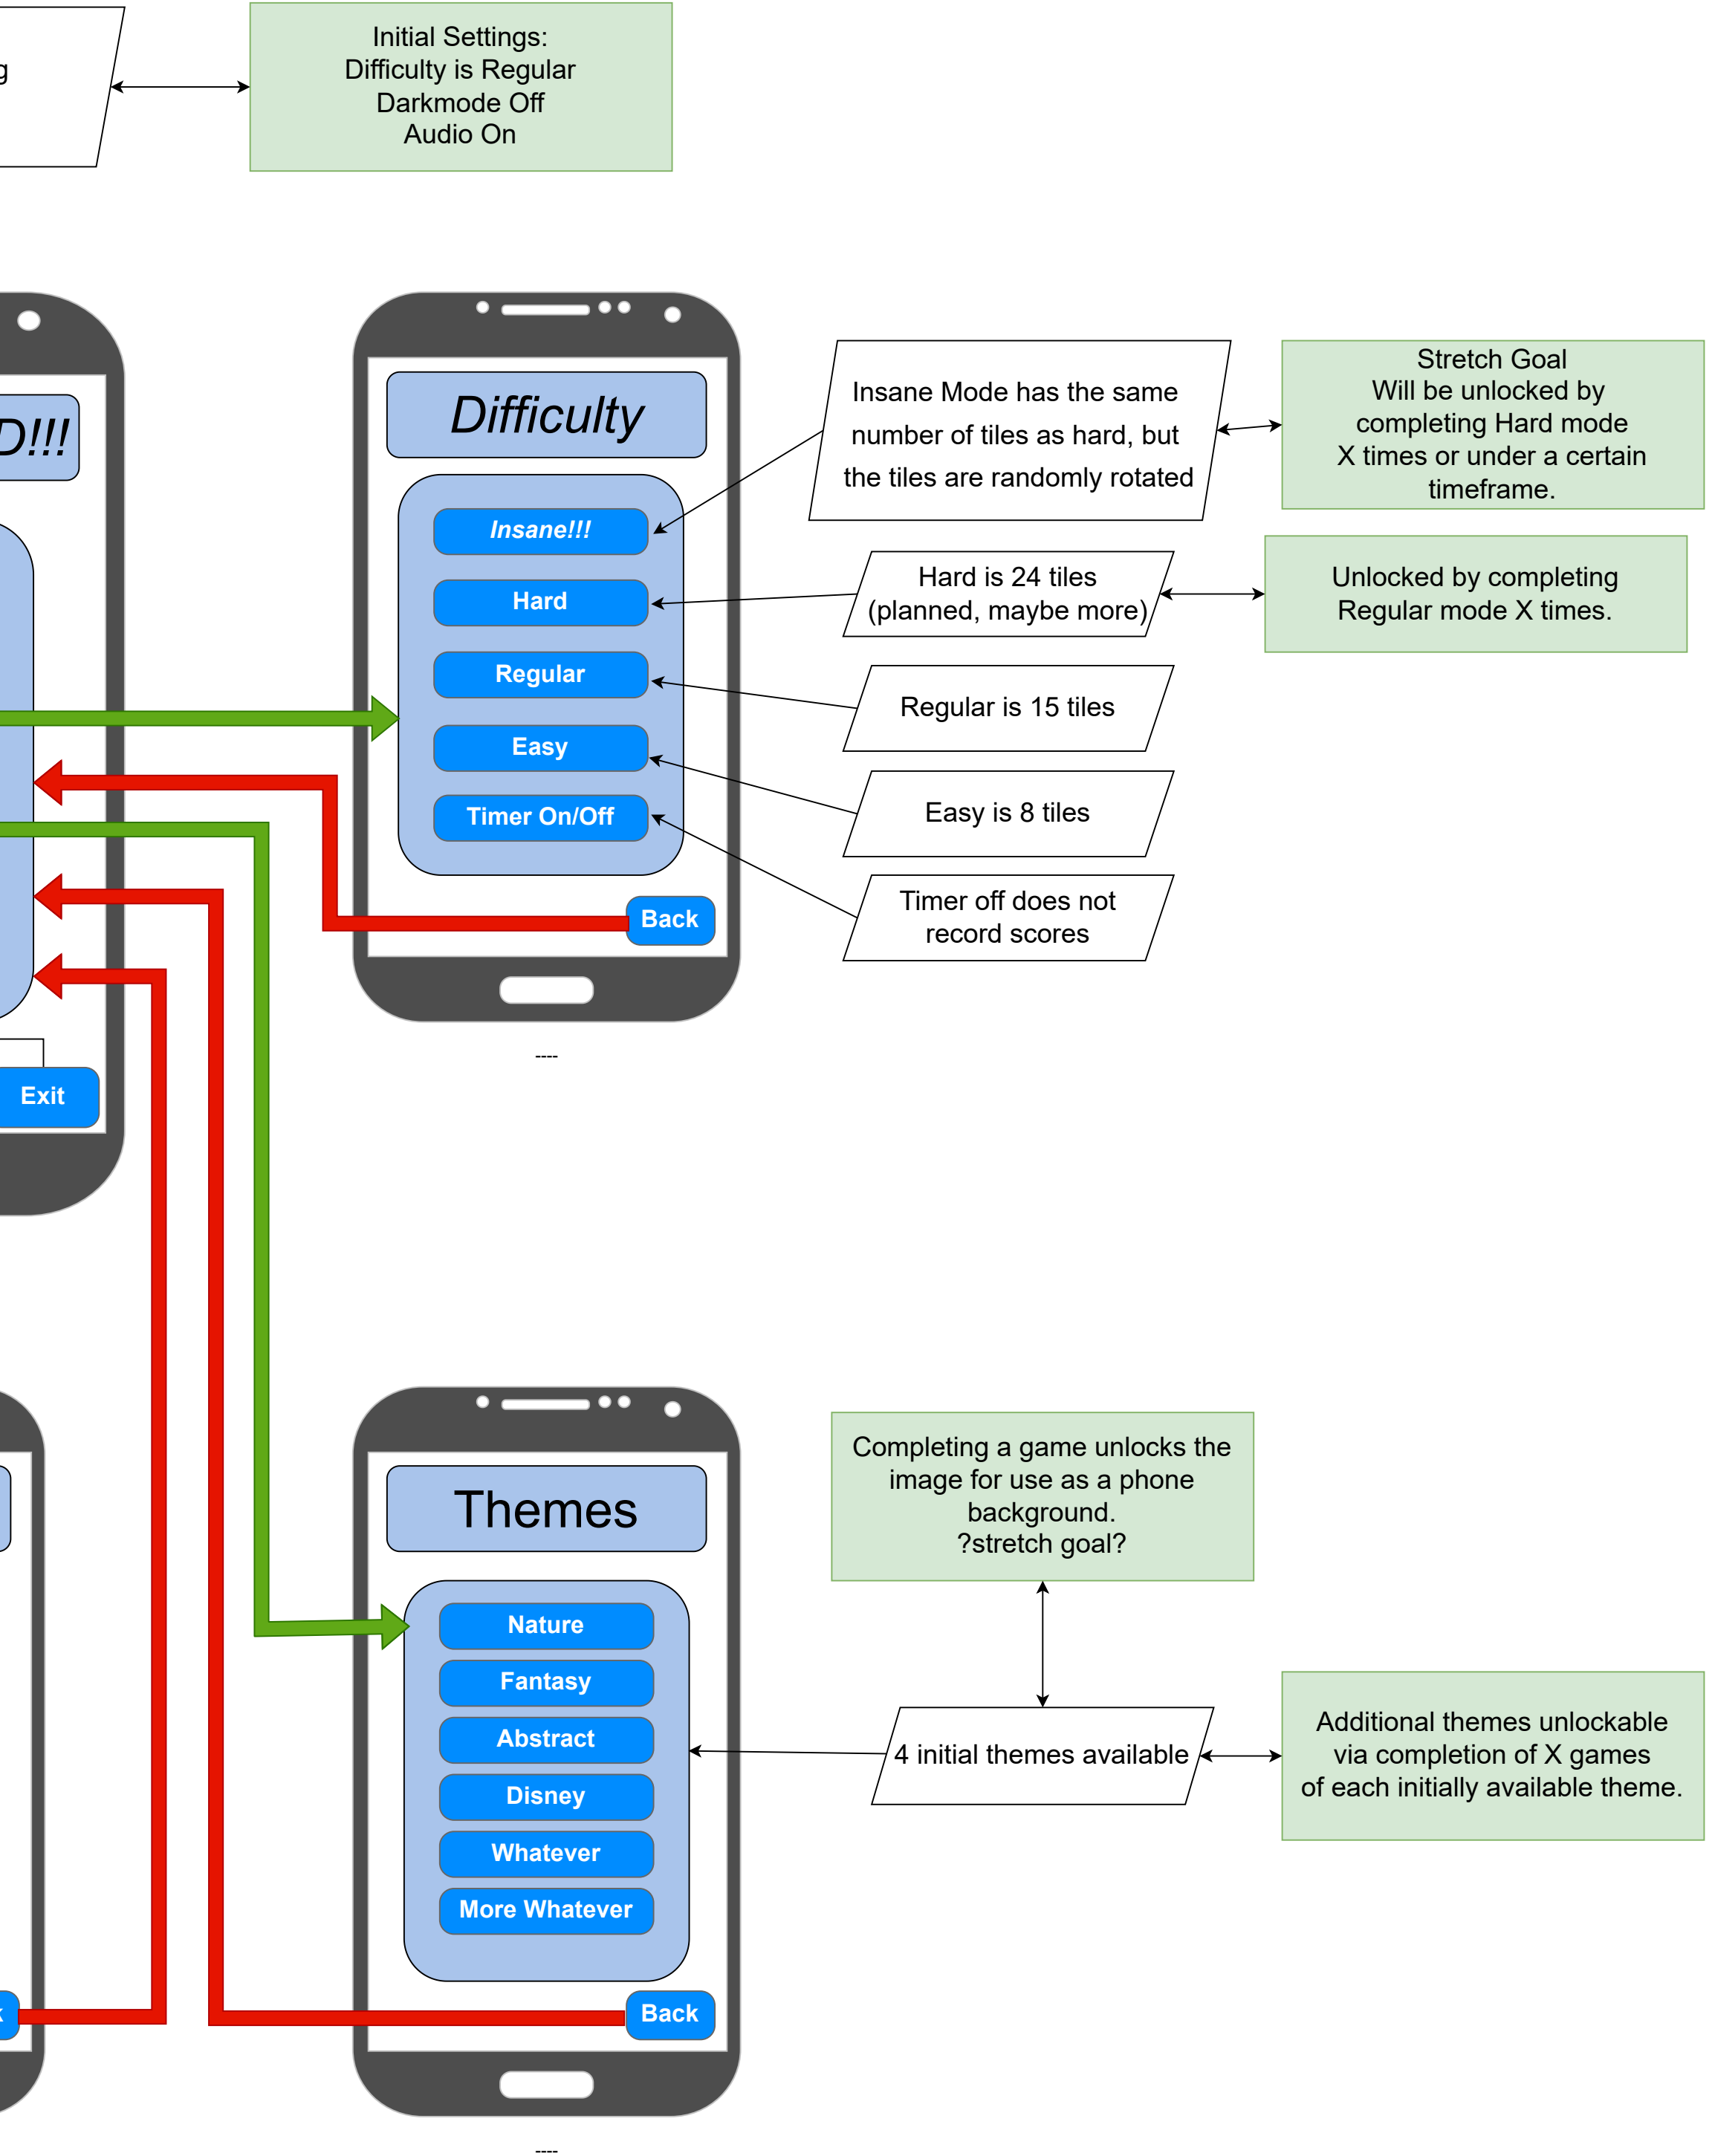 Initial Settings:
Difficulty is Regular
Darkmode Off
Audio On
g
D!!!
Exit
Difficulty
Insane!!!
Hard
Regular
Easy
Timer On/Off
Back
----
Insane Mode has the same
number of tiles as hard, but
the tiles are randomly rotated
Stretch Goal
Will be unlocked by
completing Hard mode
X times or under a certain
timeframe.
Hard is 24 tiles
(planned, maybe more)
Unlocked by completing
Regular mode X times.
Regular is 15 tiles
Easy is 8 tiles
Timer off does not
record scores
Themes
Nature
Fantasy
Abstract
Disney
Whatever
More Whatever
Back
----
Completing a game unlocks the
image for use as a phone
background.
?stretch goal?
4 initial themes available
Additional themes unlockable
via completion of X games
of each initially available theme.